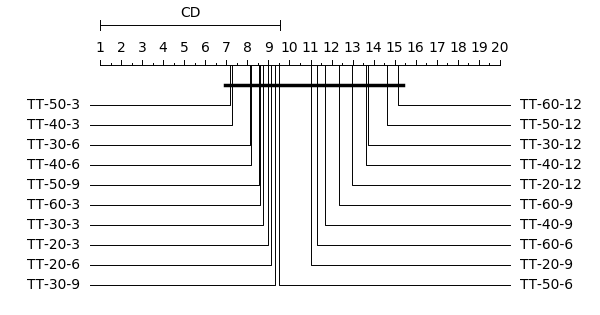 CD
1 2 3 4 5 6 7 8 9 10 11 12 13 14 15 16 17 18 19 20
TT-50-3 TT-60-12
TT-40-3 TT-50-12
TT-30-6 TT-30-12
TT-40-6 TT-40-12
TT-50-9 TT-20-12
TT-60-3 TT-60-9
TT-30-3 TT-40-9
TT-20-3 TT-60-6
TT-20-6 TT-20-9
TT-30-9 TT-50-6